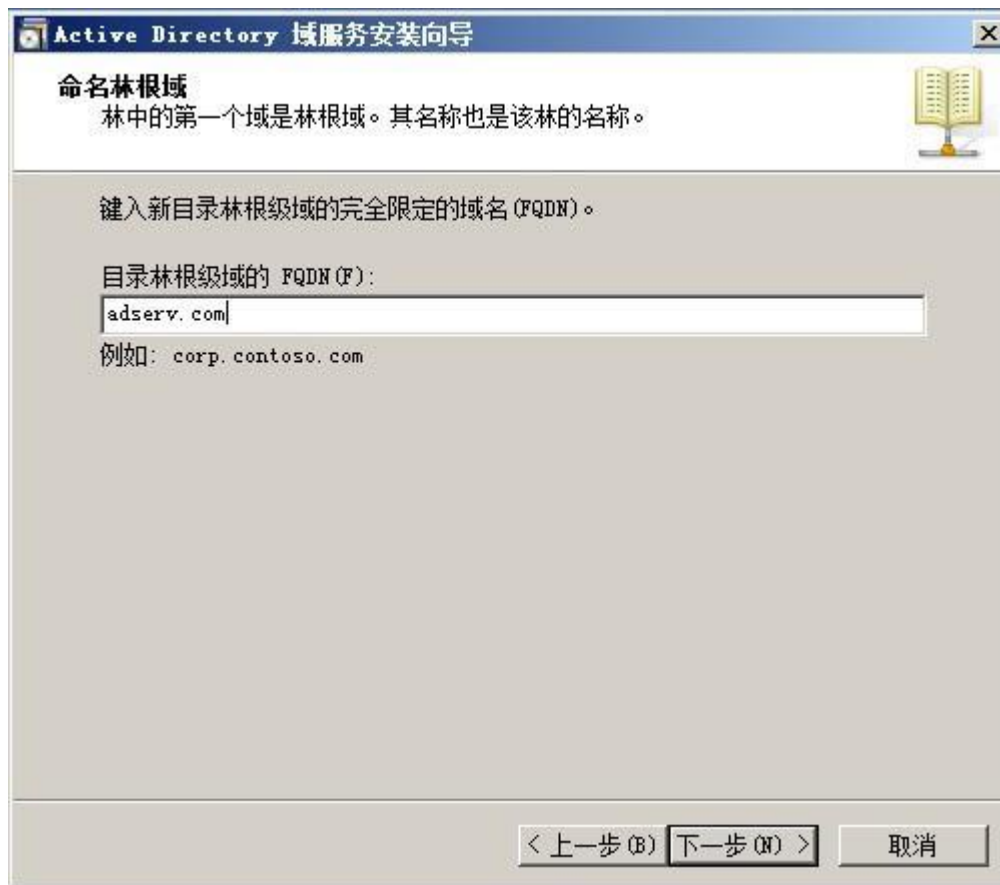 Active Directory 域服务安装向导
命名林根域
林中的第一个域是林根域。其名称也是该林的名称。
键入新目录林根级域的完全限定的域名(FQDN)。
目录林根级域的 FQDN(F):
adserv.com
例如: corp.contoso.com
< 上一步(B) 下一步(N) > 取消